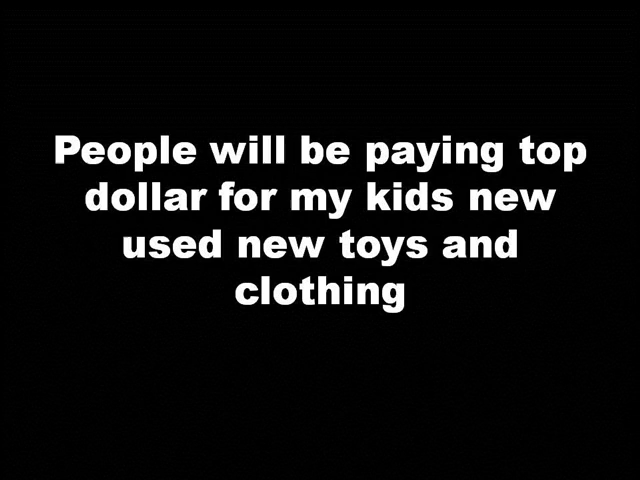 People will be paying top
dollar for my kids new
used new toys and
clothing